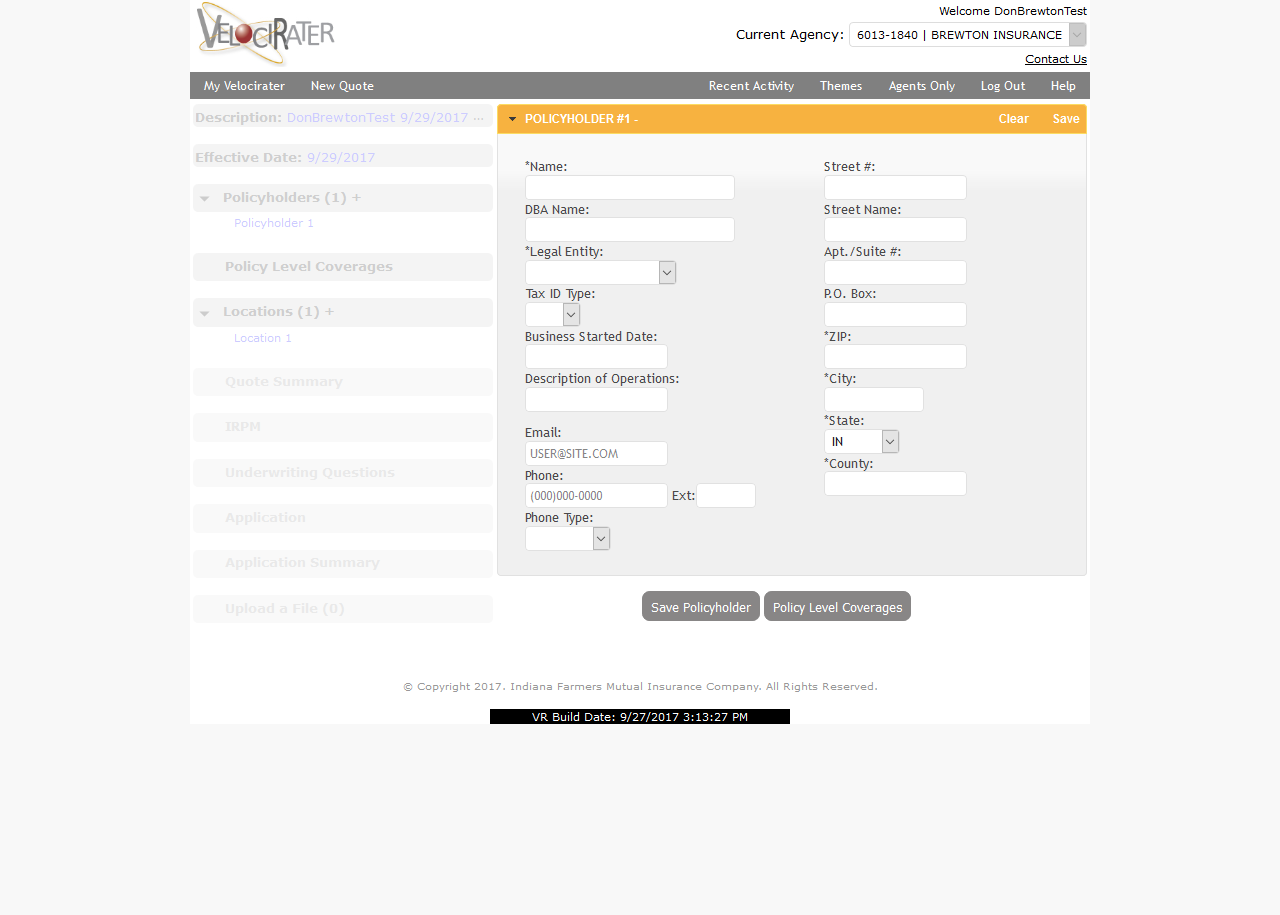 VELOCIRATER
Welcome DonBrewtonTest
Current Agency: 6013-1840 | BREWTON INSURANCE
Contact Us
My Velocirater New Quote Recent Activity Themes Agents Only Log Out Help
Description: DonBrewtonTest 9/29/2017 ...
Effective Date: 9/29/2017
Policyholders (1) +
Policyholder 1
Policy Level Coverages
Locations (1) +
Location 1
Quote Summary
IRPM
Underwriting Questions
Application
Application Summary
Upload a File (0)
POLICYHOLDER #1 - Clear Save
*Name:
DBA Name:
*Legal Entity:
Tax ID Type:
Business Started Date:
Description of Operations:
Email:
USER@SITE.COM
Phone:
(000)000-0000 Ext:
Phone Type:
Street #:
Street Name:
Apt./Suite #:
P.O. Box:
*ZIP:
*City:
*State:
IN
*County:
Save Policyholder Policy Level Coverages
© Copyright 2017. Indiana Farmers Mutual Insurance Company. All Rights Reserved.
VR Build Date: 9/27/2017 3:13:27 PM